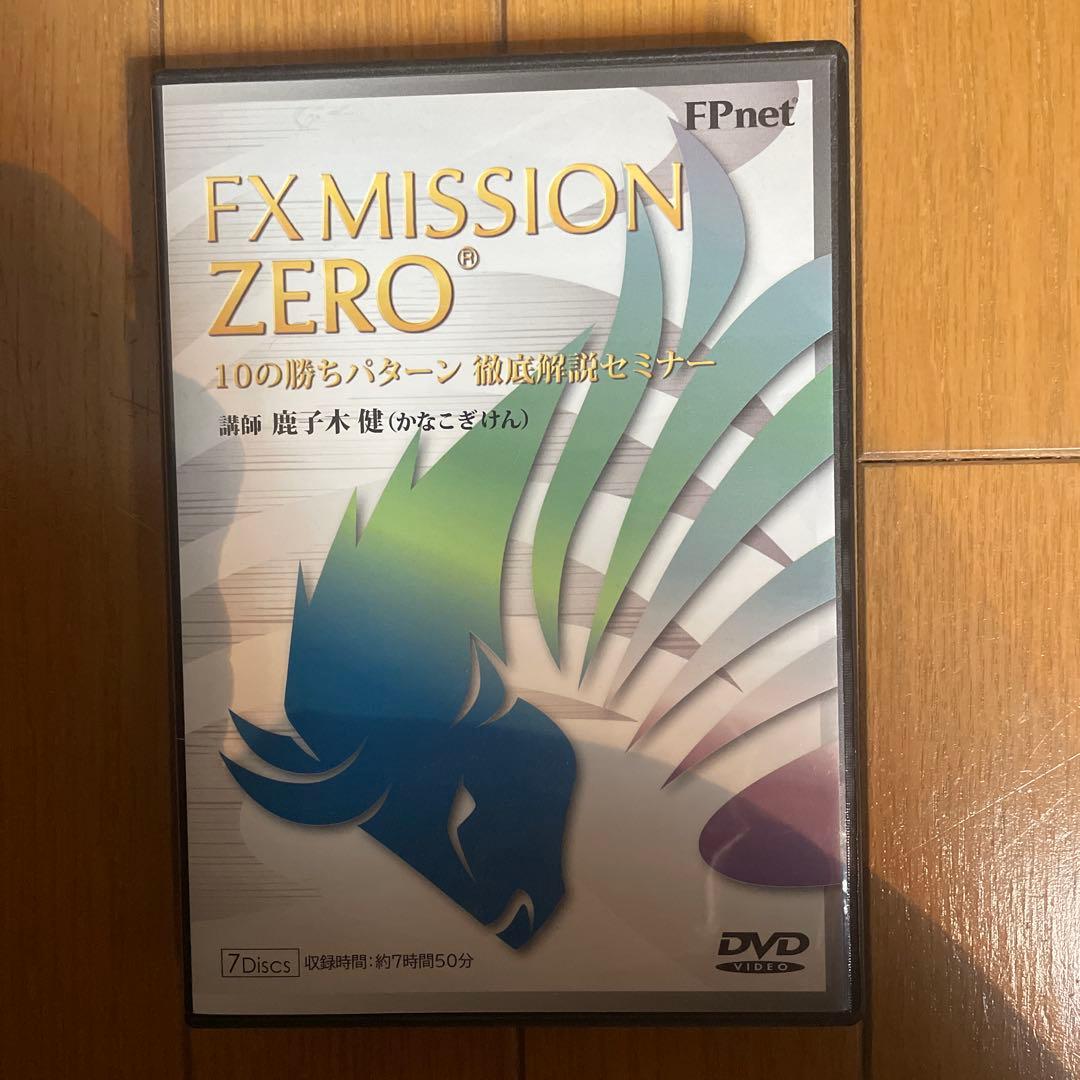 FPnet®
FX MISSION
ZERO®
10の勝ちパターン 徹底解説セミナー
講師 鹿子木 健(かなこぎけん)
7Discs 収録時間:約7時間50分
DVD
VIDEO